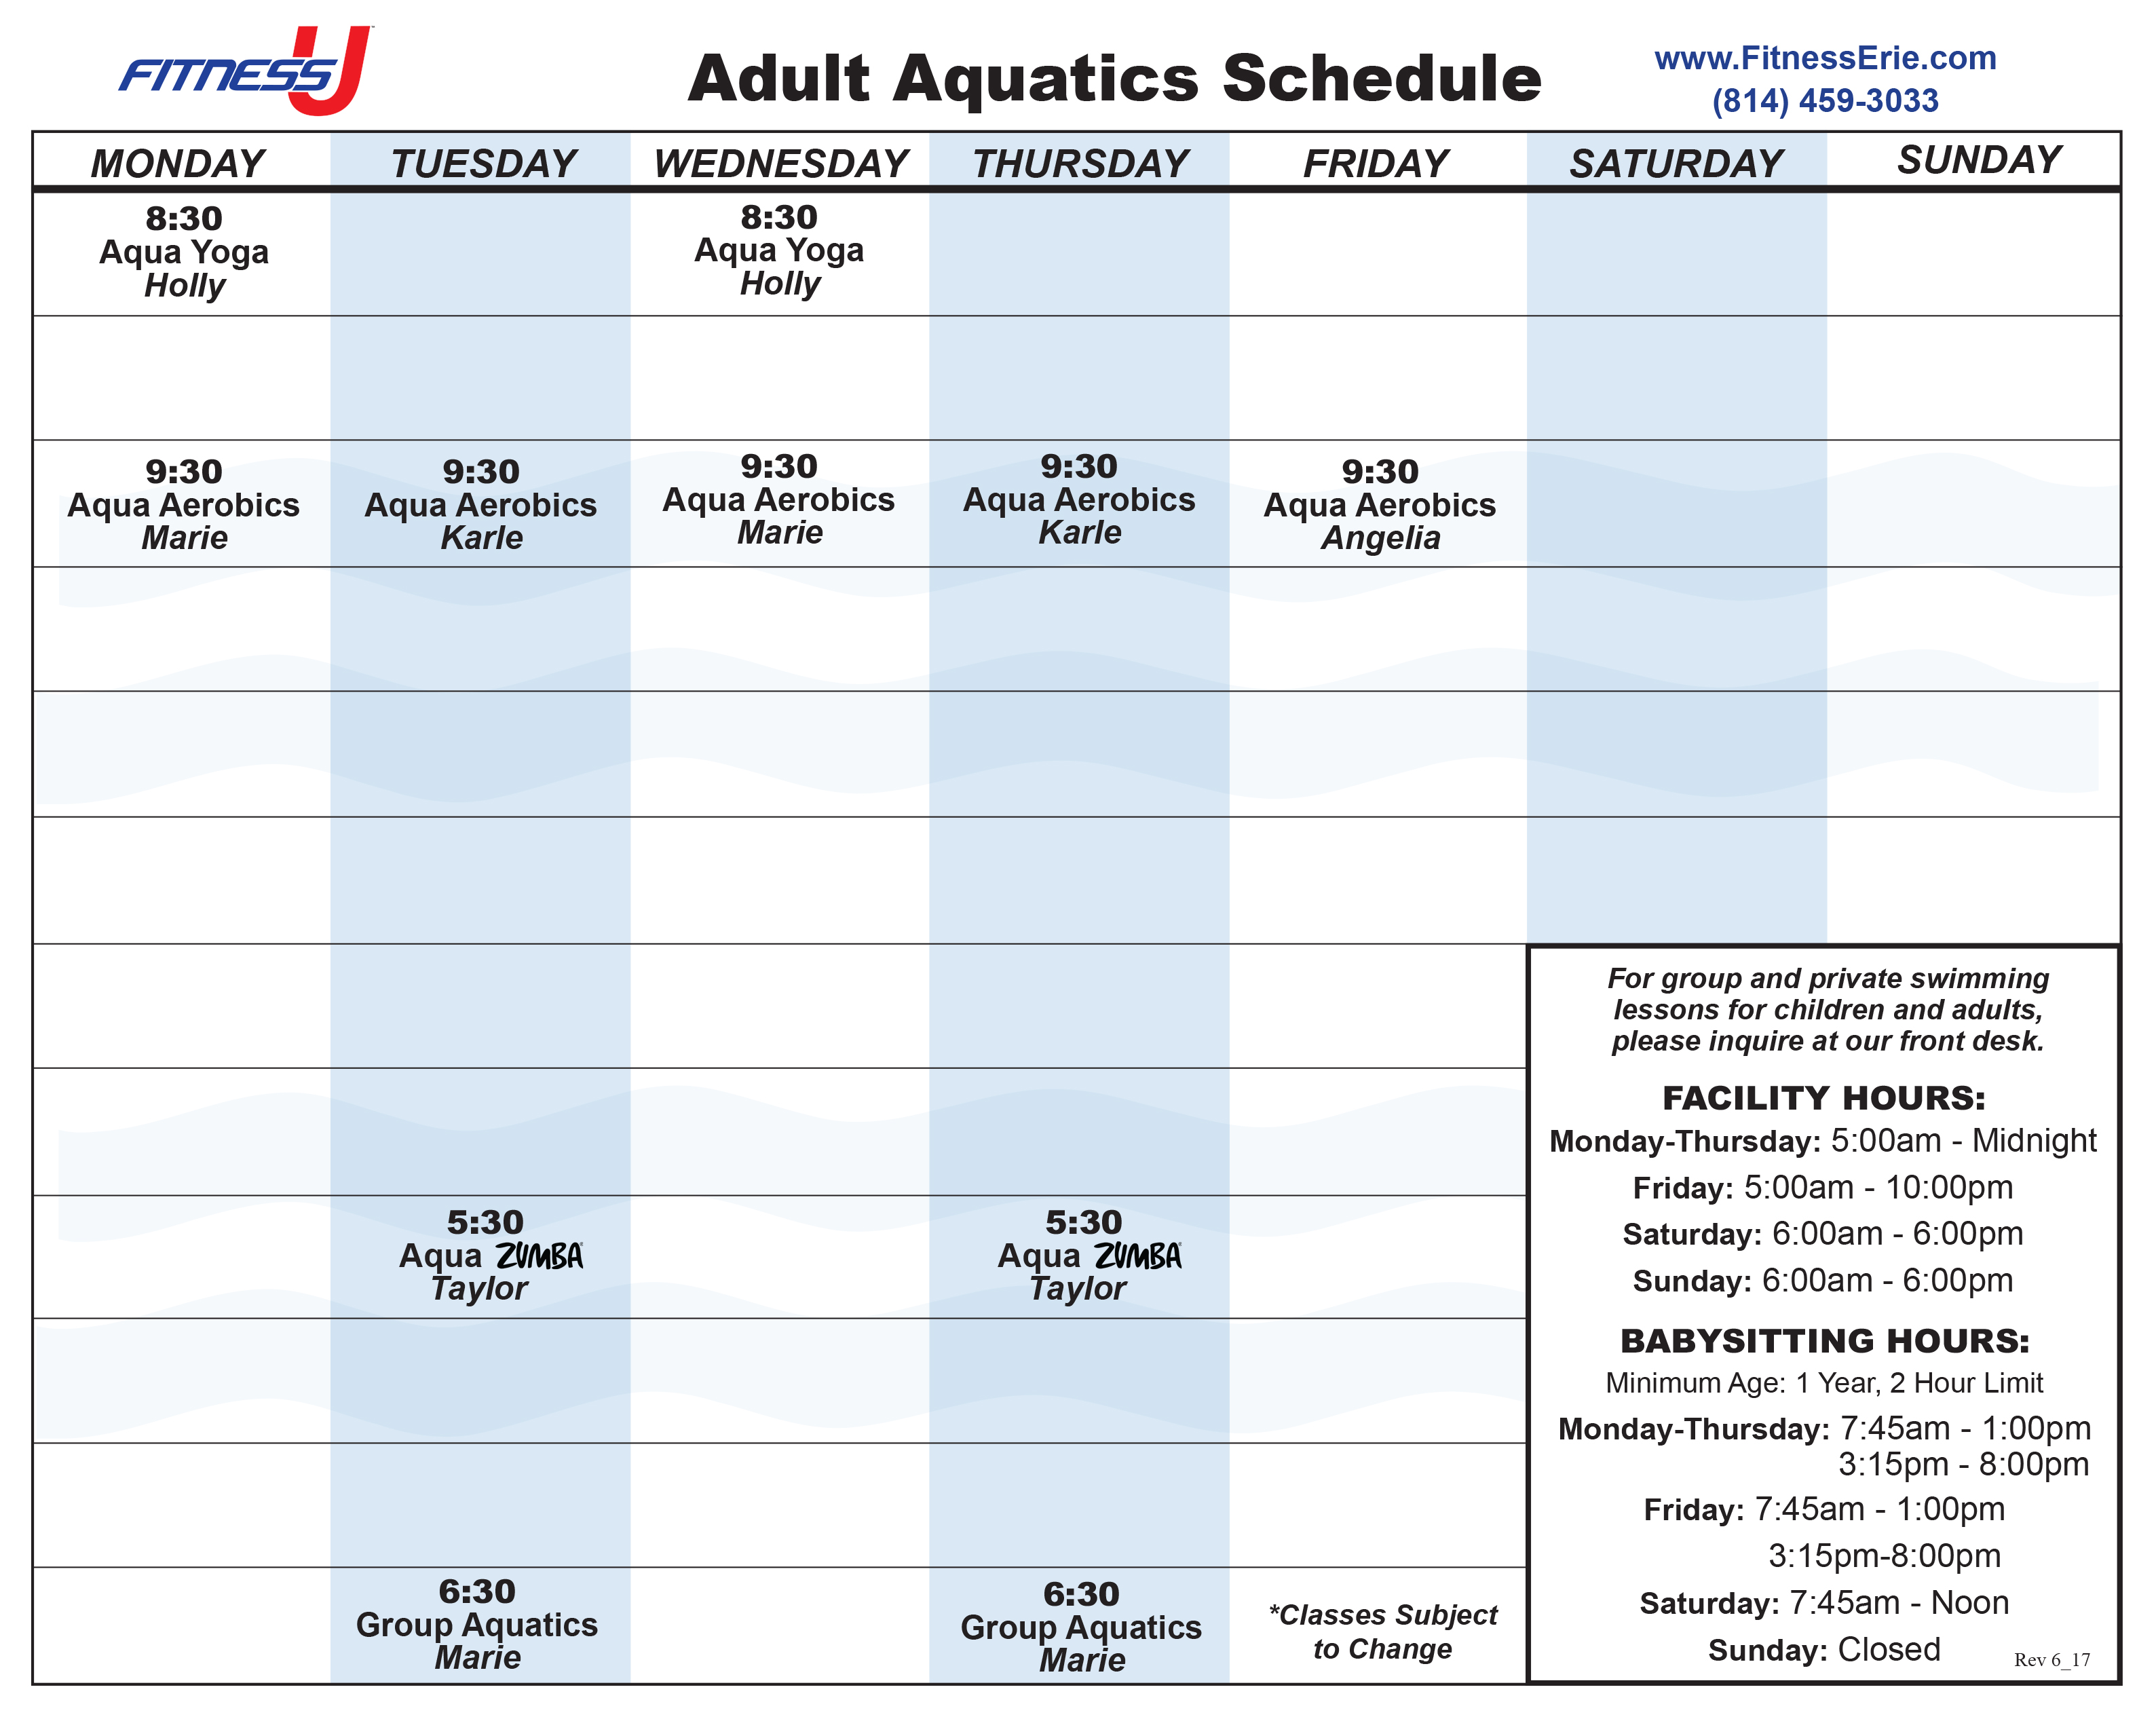 FITNESS U
Adult Aquatics Schedule
www.FitnessErie.com
(814) 459-3033
MONDAY TUESDAY WEDNESDAY THURSDAY FRIDAY SATURDAY SUNDAY
8:30
Aqua Yoga
Holly
8:30
Aqua Yoga
Holly
9:30
Aqua Aerobics
Marie
9:30
Aqua Aerobics
Karle
9:30
Aqua Aerobics
Marie
9:30
Aqua Aerobics
Karle
9:30
Aqua Aerobics
Angelia
5:30
Aqua ZUMBA
Taylor
5:30
Aqua ZUMBA
Taylor
6:30
Group Aquatics
Marie
6:30
Group Aquatics
Marie
*Classes Subject
to Change
For group and private swimming
lessons for children and adults,
please inquire at our front desk.
FACILITY HOURS:
Monday-Thursday: 5:00am - Midnight
Friday: 5:00am - 10:00pm
Saturday: 6:00am - 6:00pm
Sunday: 6:00am - 6:00pm
BABYSITTING HOURS:
Minimum Age: 1 Year, 2 Hour Limit
Monday-Thursday: 7:45am - 1:00pm
3:15pm - 8:00pm
Friday: 7:45am - 1:00pm
3:15pm-8:00pm
Saturday: 7:45am - Noon
Sunday: Closed
Rev 6_17